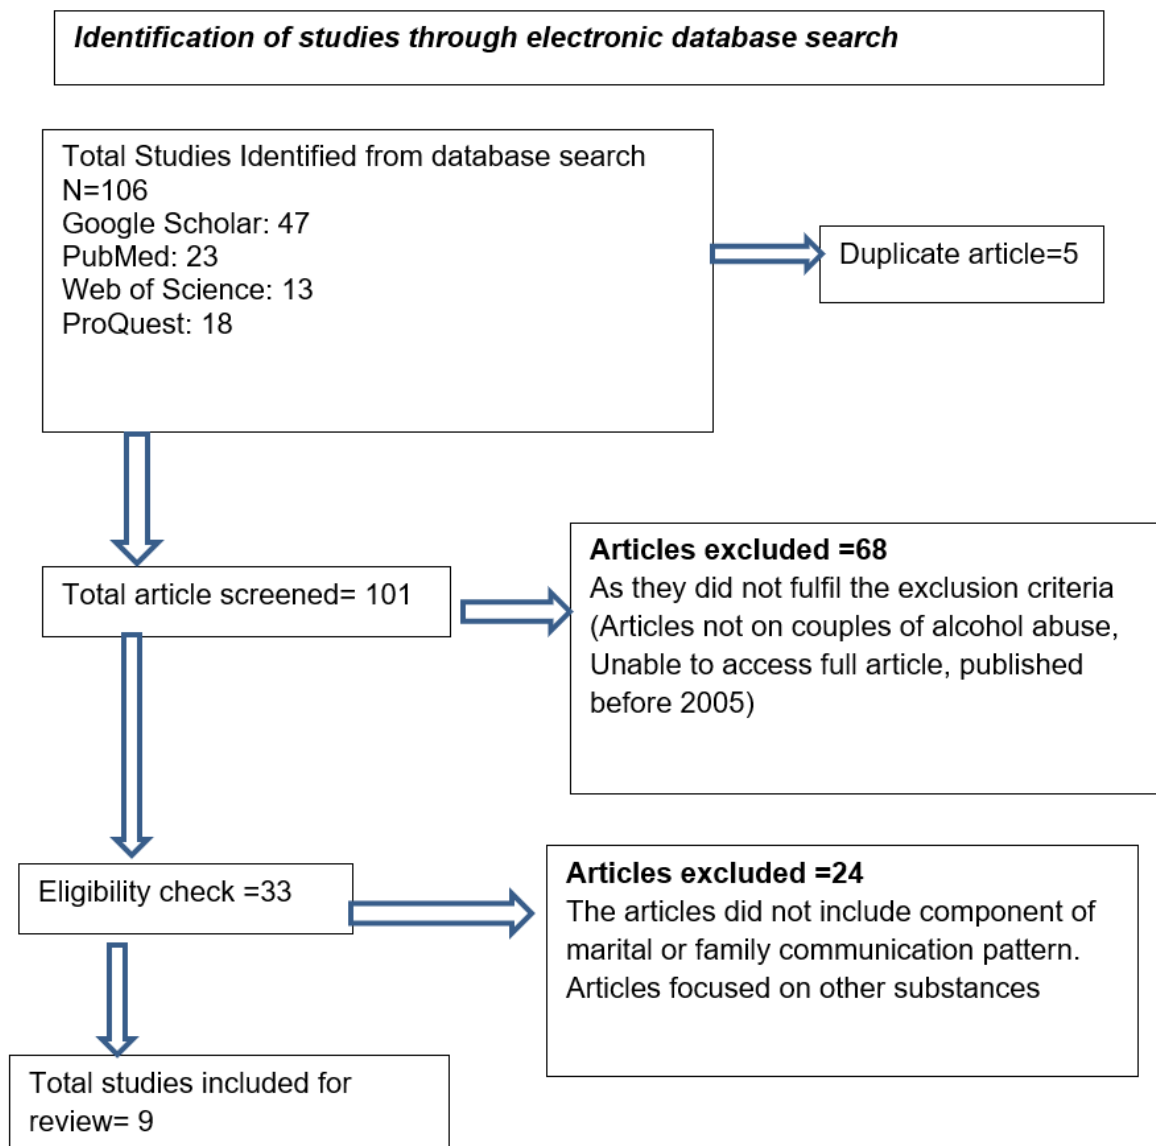 Identification of studies through electronic database search
Total Studies Identified from database search
N=106
Google Scholar: 47
PubMed: 23
Web of Science: 13
ProQuest: 18
Duplicate article=5
Total article screened= 101
Articles excluded =68
As they did not fulfil the exclusion criteria
(Articles not on couples of alcohol abuse,
Unable to access full article, published
before 2005)
Eligibility check =33
Articles excluded =24
The articles did not include component of
marital or family communication pattern.
Articles focused on other substances
Total studies included for
review= 9